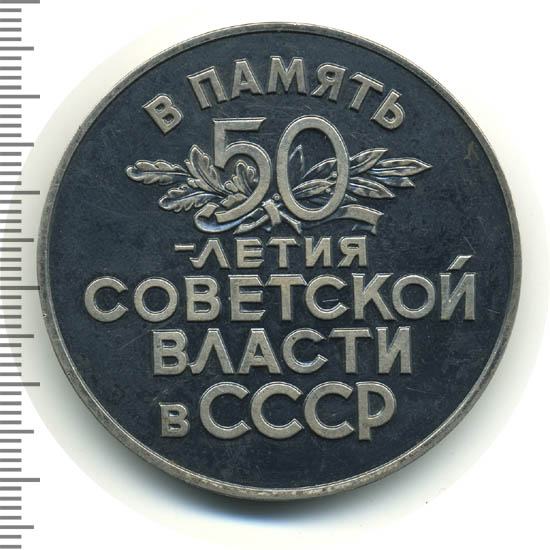 В ПАМЯТЬ
50
-ЛЕТИЯ
СОВЕТСКОЙ
ВЛАСТИ
в СССР